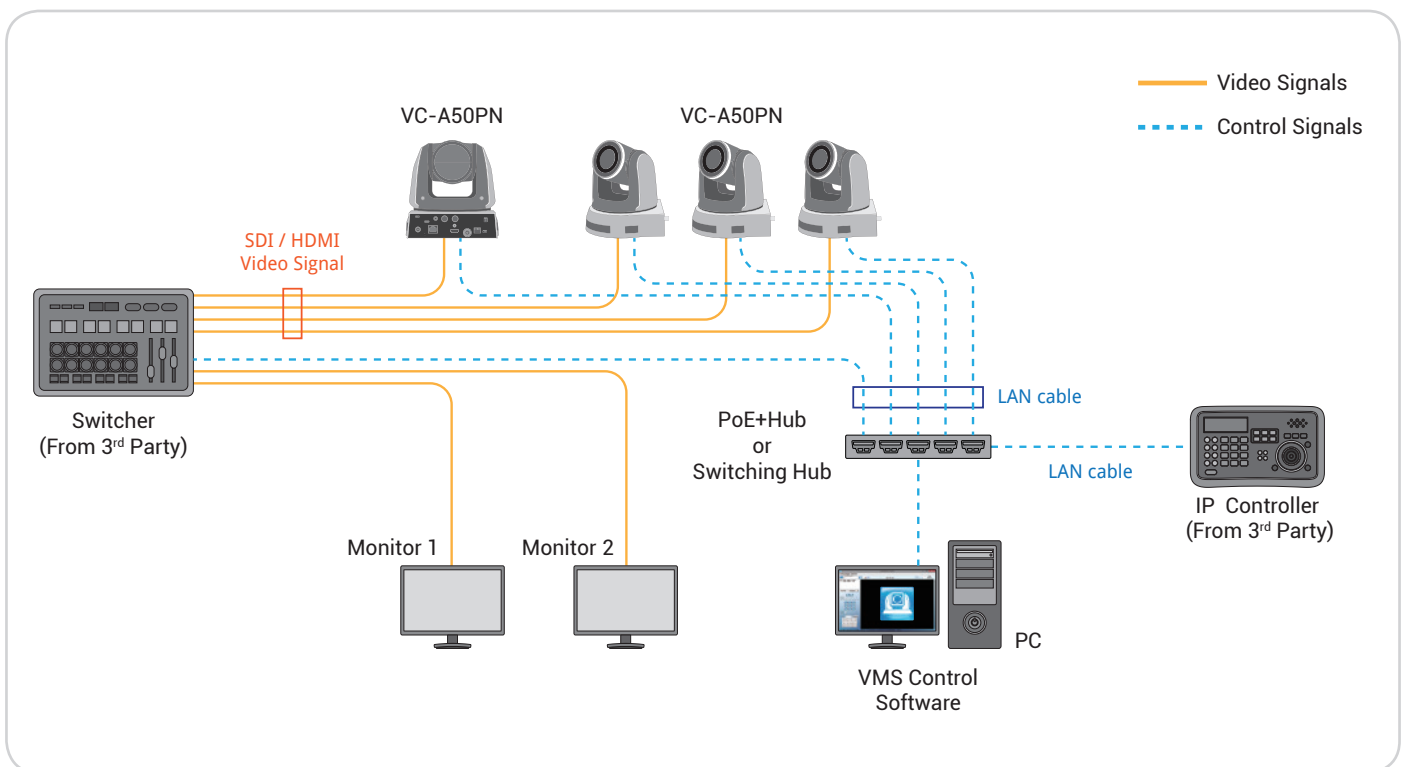 Video Signals
Control Signals
VC-A50PN
VC-A50PN
SDI / HDMI
Video Signal
Switcher
(From 3rd Party)
PoE+Hub
or
Switching Hub
LAN cable
LAN cable
IP Controller
(From 3rd Party)
Monitor 1
Monitor 2
PC
VMS Control
Software